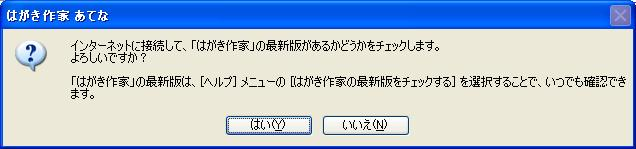 はがき作家 あてな
インターネットに接続して、「はがき作家」の最新版があるかどうかをチェックします。
よろしいですか？
「はがき作家」の最新版は、[ヘルプ] メニューの [はがき作家の最新版をチェックする] を選択することで、いつでも確認でき
ます。
はい(Y)
いいえ(N)